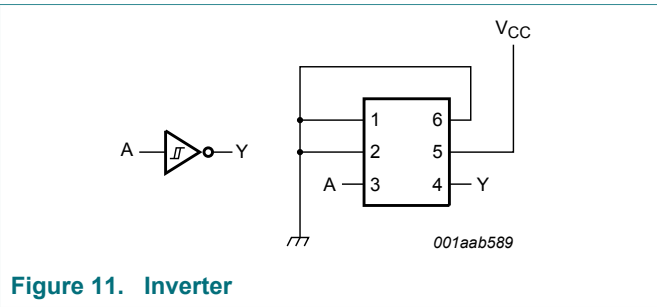 VCC
1 6
A Y 2 5
A 3 4 Y
001aab589
Figure 11. Inverter